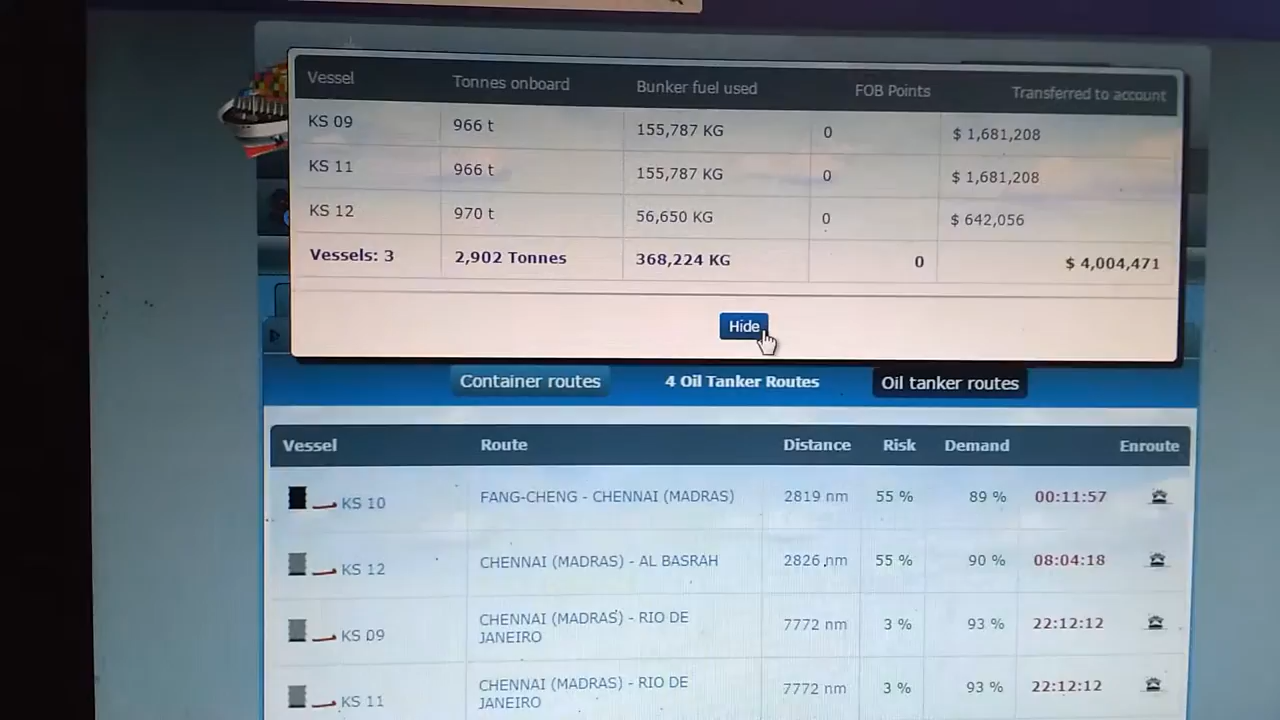 Vessel Tonnes onboard Bunker fuel used FOB Points Transferred to account
KS 09 966 t 155,787 KG 0 $ 1,681,208
KS 11 966 t 155,787 KG 0 $ 1,681,208
KS 12 970 t 56,650 KG 0 $ 642,056
Vessels: 3 2,902 Tonnes 368,224 KG 0 $ 4,004,471
Hide
Container routes 4 Oil Tanker Routes Oil tanker routes
Vessel Route Distance Risk Demand Enroute
KS 10 FANG-CHENG - CHENNAI (MADRAS) 2819 nm 55 % 89 % 00:11:57
KS 12 CHENNAI (MADRAS) - AL BASRAH 2826 nm 55 % 90 % 08:04:18
KS 09 CHENNAI (MADRAS) - RIO DE JANEIRO 7772 nm 3 % 93 % 22:12:12
KS 11 CHENNAI (MADRAS) - RIO DE JANEIRO 7772 nm 3 % 93 % 22:12:12